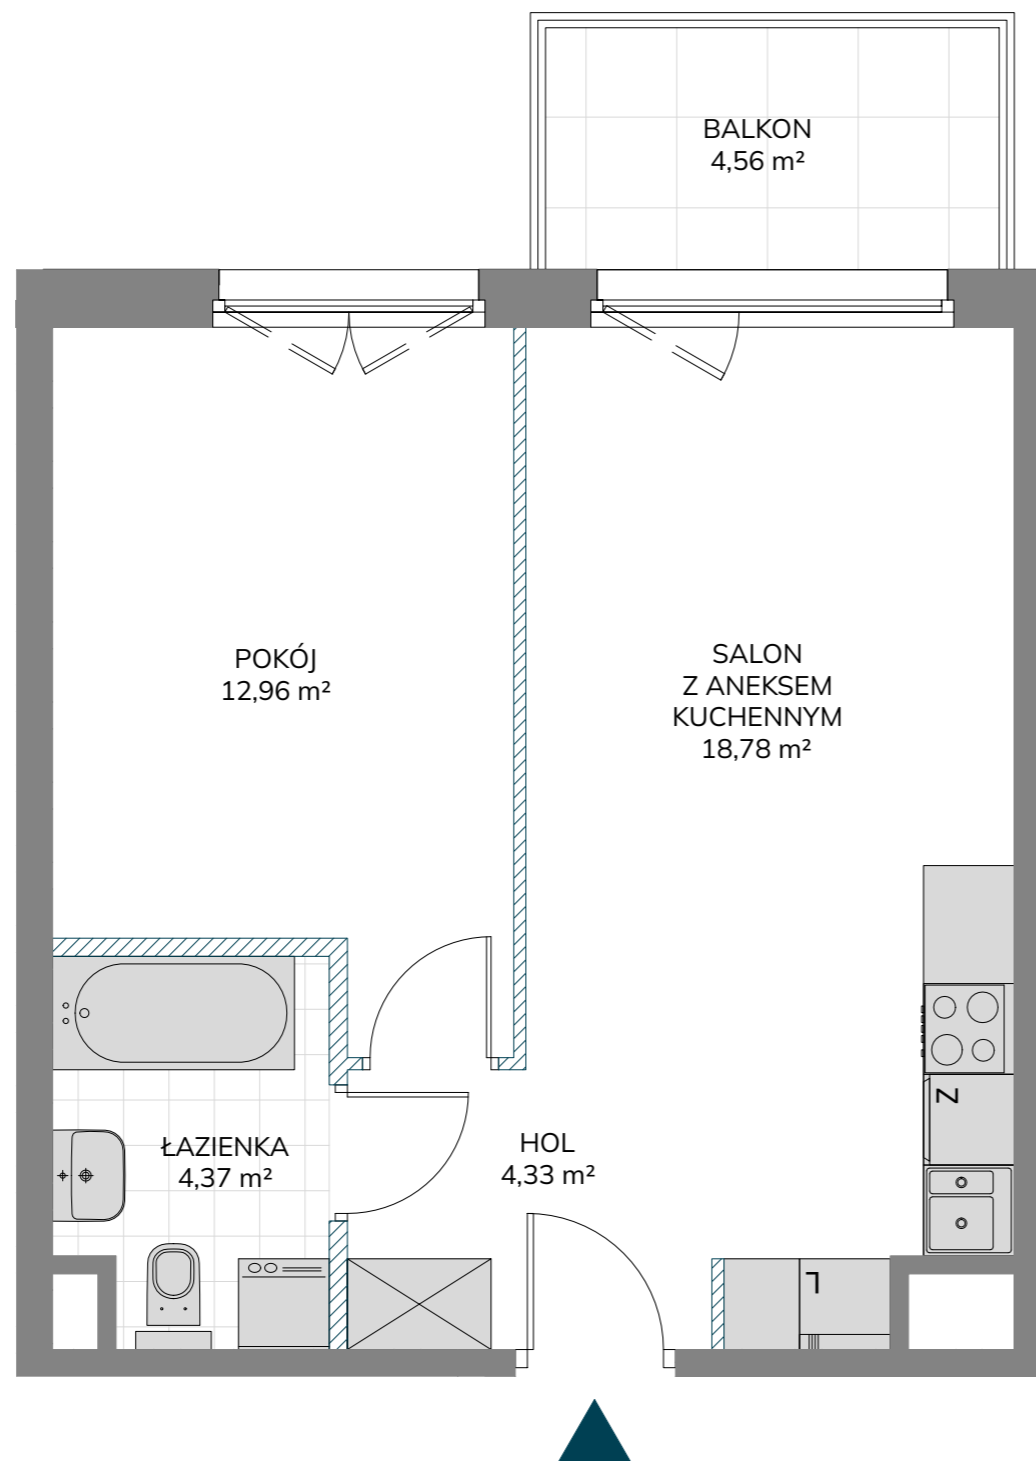 BALKON
4,56 m²
POKÓJ
12,96 m²
SALON
Z ANEKSEM
KUCHENNYM
18,78 m²
Z
ŁAZIENKA
4,37 m²
HOL
4,33 m²
L